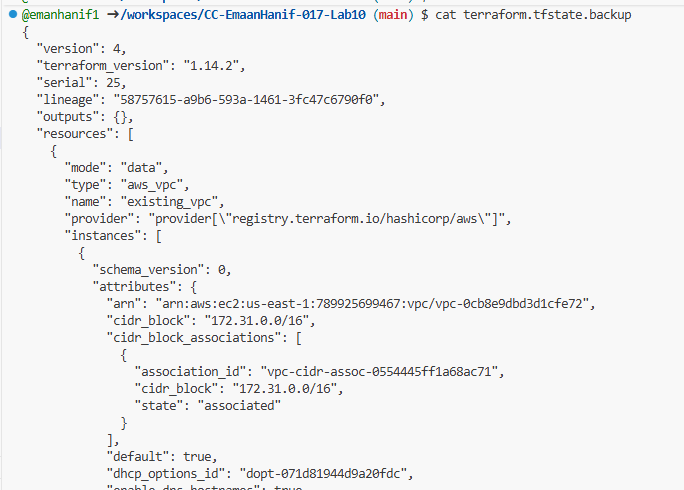 @emanhanif1 ➜/workspaces/CC-EmaanHanif-017-Lab10 (main) $ cat terraform.tfstate.backup
{
  "version": 4,
  "terraform_version": "1.14.2",
  "serial": 25,
  "lineage": "58757615-a9b6-593a-1461-3fc47c6790f0",
  "outputs": {},
  "resources": [
    {
      "mode": "data",
      "type": "aws_vpc",
      "name": "existing_vpc",
      "provider": "provider[\"registry.terraform.io/hashicorp/aws\"]",
      "instances": [
        {
          "schema_version": 0,
          "attributes": {
            "arn": "arn:aws:ec2:us-east-1:789925699467:vpc/vpc-0cb8e9dbd3d1cfe72",
            "cidr_block": "172.31.0.0/16",
            "cidr_block_associations": [
              {
                "association_id": "vpc-cidr-assoc-0554445ff1a68ac71",
                "cidr_block": "172.31.0.0/16",
                "state": "associated"
              }
            ],
            "default": true,
            "dhcp_options_id": "dopt-071d81944d9a20fdc",
            "enable_dns_hostnames": true,